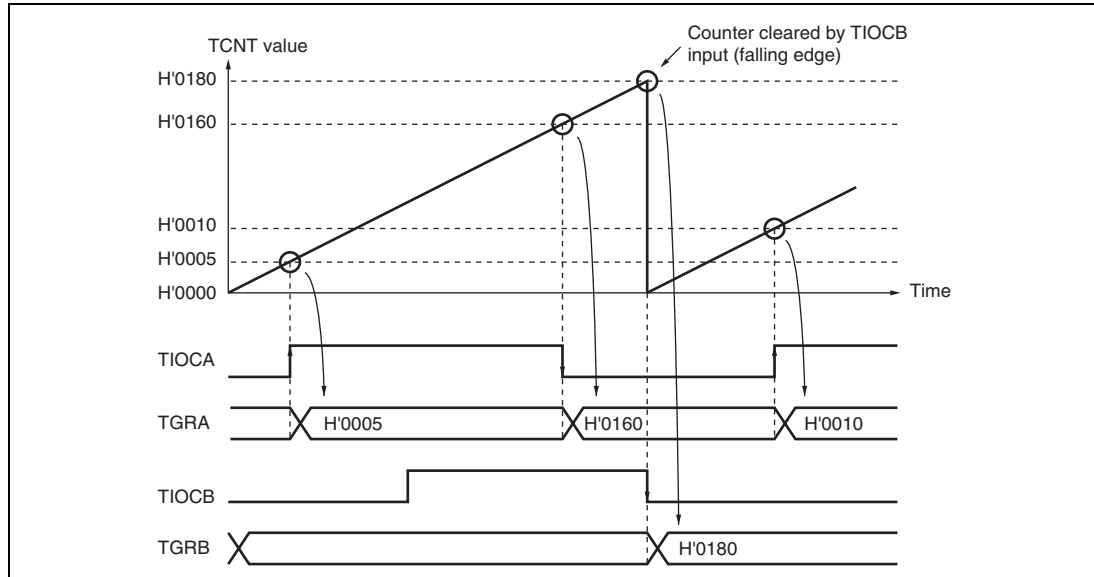 Counter cleared by TIOCB
input (falling edge)
TCNT value
H'0180
H'0160
H'0010
H'0005
H'0000
Time
TIOCA
TGRA
H'0005
H'0160
H'0010
TIOCB
TGRB
H'0180